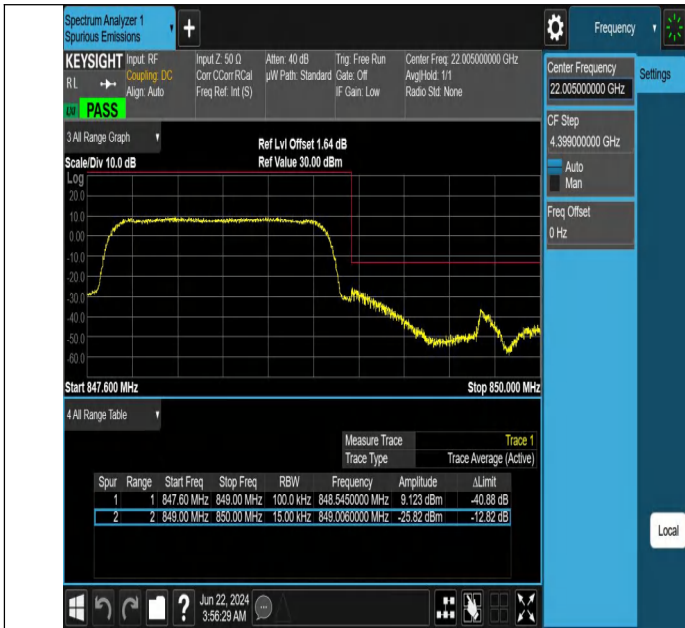 Spectrum Analyzer 1
Spurious Emissions
+
Frequency
KEYSIGHT
RL
PASS
Input: RF
Coupling: DC
Align: Auto
Input Z: 50 Ω
Corr CCorr RCal
Freq Ref: Int (S)
Atten: 40 dB
µW Path: Standard
Trig: Free Run
Gate: Off
IF Gain: Low
Center Freq: 22.005000000 GHz
Avg|Hold: 1/1
Radio Std: None
Center Frequency
22.005000000 GHz
Settings
CF Step
4.399000000 GHz
Auto
Man
Freq Offset
0 Hz
3 All Range Graph
Scale/Div 10.0 dB
Ref Lvl Offset 1.64 dB
Ref Value 30.00 dBm
Log
20.0
10.0
0.00
-10.0
-20.0
-30.0
-40.0
-50.0
-60.0
Start 847.600 MHz
Stop 850.000 MHz
4 All Range Table
Measure Trace Trace 1
Trace Type Trace Average (Active)
Spur Range Start Freq Stop Freq RBW Frequency Amplitude ΔLimit
1 1 847.60 MHz 849.00 MHz 100.0 kHz 848.5450000 MHz 9.123 dBm -40.88 dB
2 2 849.00 MHz 850.00 MHz 15.00 kHz 849.0060000 MHz -25.82 dBm -12.82 dB
Local
?
Jun 22, 2024
3:56:29 AM